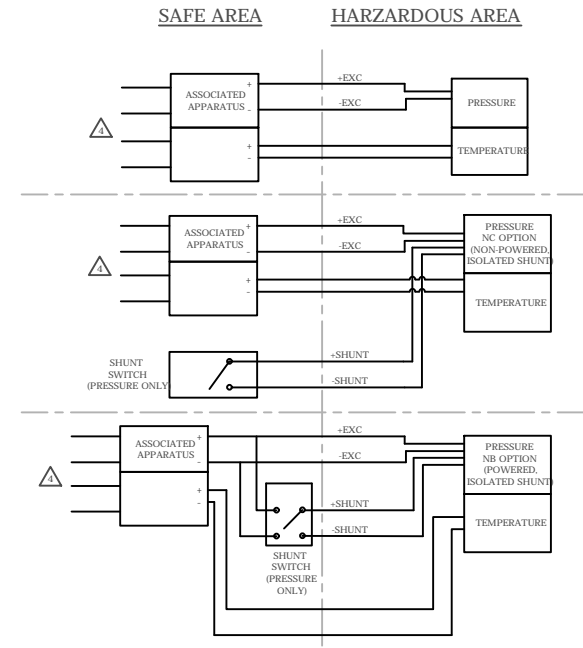 SAFE AREA
HARZARDOUS AREA
+EXC
-EXC
ASSOCIATED
APPARATUS
+
-
+
-
PRESSURE
TEMPERATURE
4
+EXC
-EXC
ASSOCIATED
APPARATUS
+
-
+
-
PRESSURE
NC OPTION
(NON-POWERED,
ISOLATED SHUNT)
TEMPERATURE
4
SHUNT
SWITCH
(PRESSURE ONLY)
+SHUNT
-SHUNT
+EXC
-EXC
ASSOCIATED
APPARATUS
+
-
+
-
PRESSURE
NB OPTION
(POWERED,
ISOLATED SHUNT)
TEMPERATURE
4
+SHUNT
-SHUNT
SHUNT
SWITCH
(PRESSURE
ONLY)